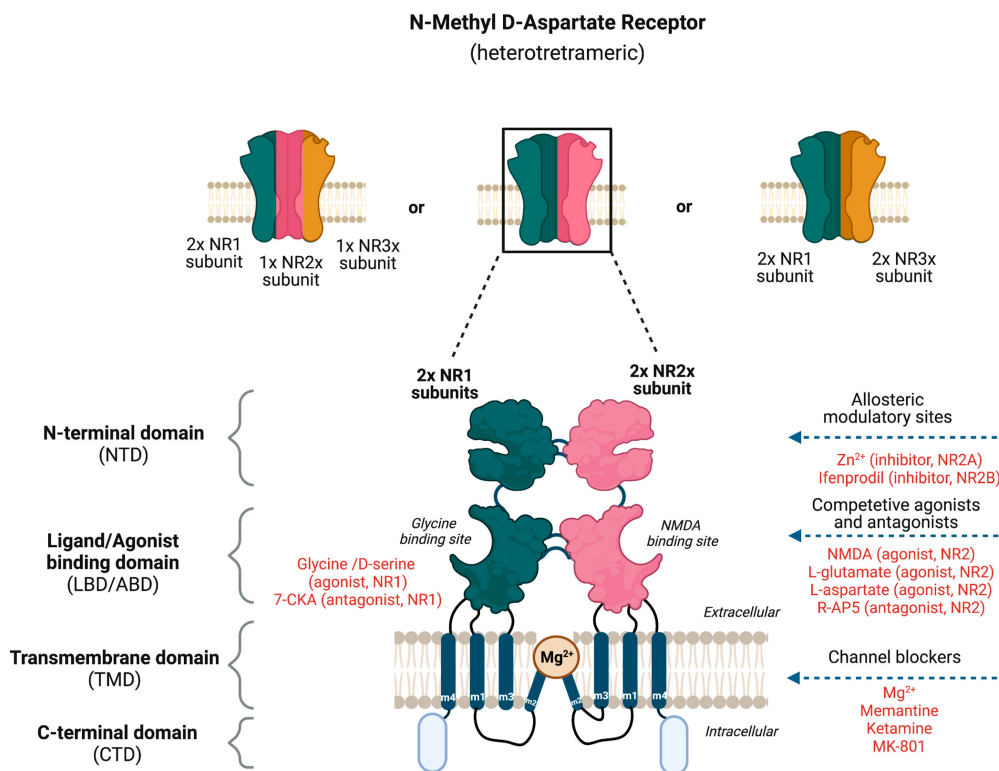 N-Methyl D-Aspartate Receptor
(heterotretrameric)
or
or
2x NR1
subunit
1x NR2x
subunit
1x NR3x
subunit
2x NR1
subunit
2x NR3x
subunit
2x NR1
subunits
2x NR2x
subunit
N-terminal domain
(NTD)
Allosteric
modulatory sites
Zn²⁺ (inhibitor, NR2A)
Ifenprodil (inhibitor, NR2B)
Ligand/Agonist
binding domain
(LBD/ABD)
Glycine
binding site
NMDA
binding site
Glycine /D-serine
(agonist, NR1)
7-CKA (antagonist, NR1)
Competetive agonists
and antagonists
NMDA (agonist, NR2)
L-glutamate (agonist, NR2)
L-aspartate (agonist, NR2)
R-AP5 (antagonist, NR2)
Extracellular
Transmembrane domain
(TMD)
Mg²⁺
m4
m1
m3
m2
m2
m3
m1
m4
Channel blockers
Mg²⁺
Memantine
Ketamine
MK-801
C-terminal domain
(CTD)
Intracellular